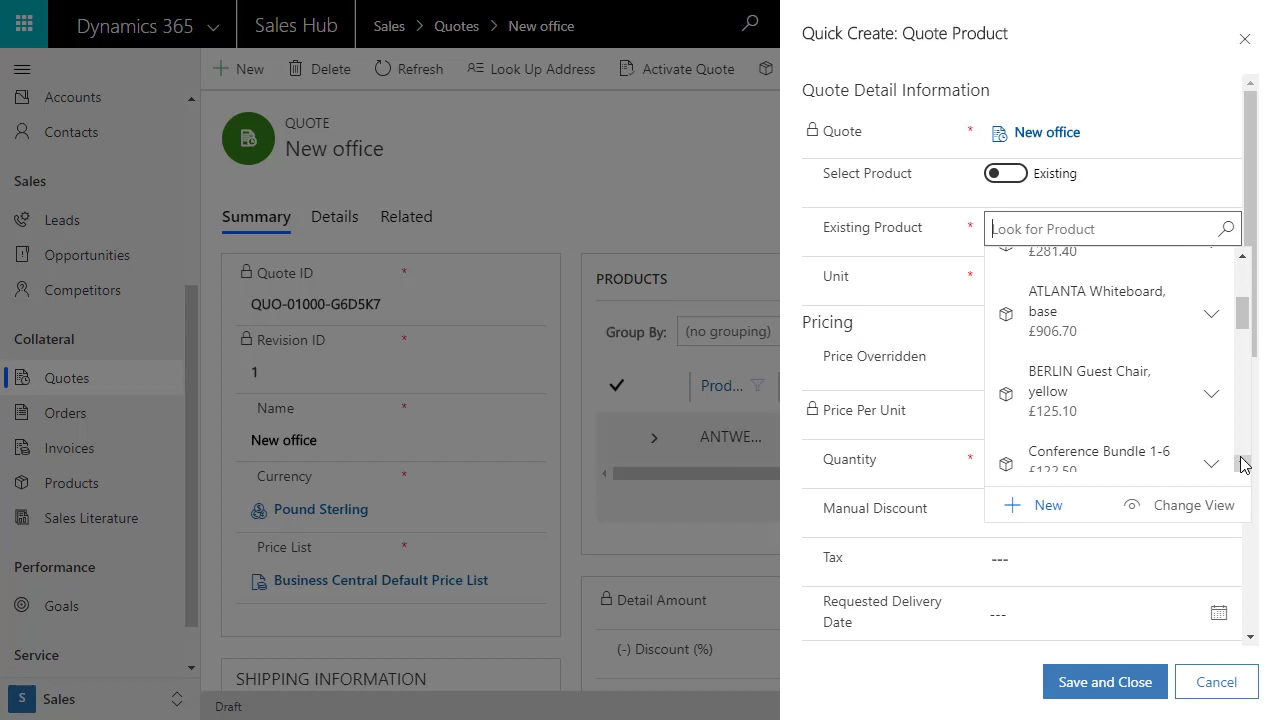 Dynamics 365
Sales Hub
Sales > Quotes > New office
New
Delete
Refresh
Look Up Address
Activate Quote
Accounts
Contacts
Sales
Leads
Opportunities
Competitors
Collateral
Quotes
Orders
Invoices
Products
Sales Literature
Performance
Goals
Service
S Sales
QUOTE
New office
Summary
Details
Related
Quote ID *
QUO-01000-G6D5K7
Revision ID *
1
Name *
New office
Currency *
Pound Sterling
Price List *
Business Central Default Price List
SHIPPING INFORMATION
Draft
PRODUCTS
Group By: (no grouping)
Prod...
ANTWE...
Detail Amount
(-) Discount (%)
Quick Create: Quote Product
Quote Detail Information
Quote * New office
Select Product Existing
Existing Product * Look for Product
Unit *
Pricing
Price Overridden
Price Per Unit
Quantity *
Manual Discount
Tax ---
Requested Delivery
Date ---
£281.40
ATLANTA Whiteboard,
base
£906.70
BERLIN Guest Chair,
yellow
£125.10
Conference Bundle 1-6
£122.50
New
Change View
Save and Close
Cancel